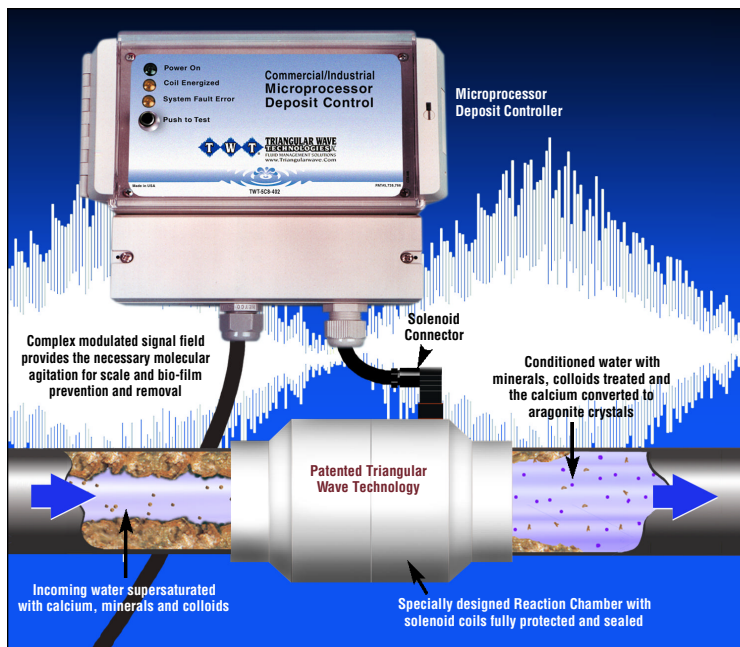 Power On
Coil Energized
System Fault Error
Push to Test
Commercial/Industrial
Microprocessor
Deposit Control
T W T
TRIANGULAR WAVE
TECHNOLOGIES
FLUID MANAGEMENT SOLUTIONS
www.Triangularwave.Com
Made in USA
TWT-5C8-402
Microprocessor
Deposit Controller
Complex modulated signal field
provides the necessary molecular
agitation for scale and bio-film
prevention and removal
Solenoid
Connector
Conditioned water with
minerals, colloids treated and
the calcium converted to
aragonite crystals
Patented Triangular
Wave Technology
Incoming water supersaturated
with calcium, minerals and colloids
Specially designed Reaction Chamber with
solenoid coils fully protected and sealed